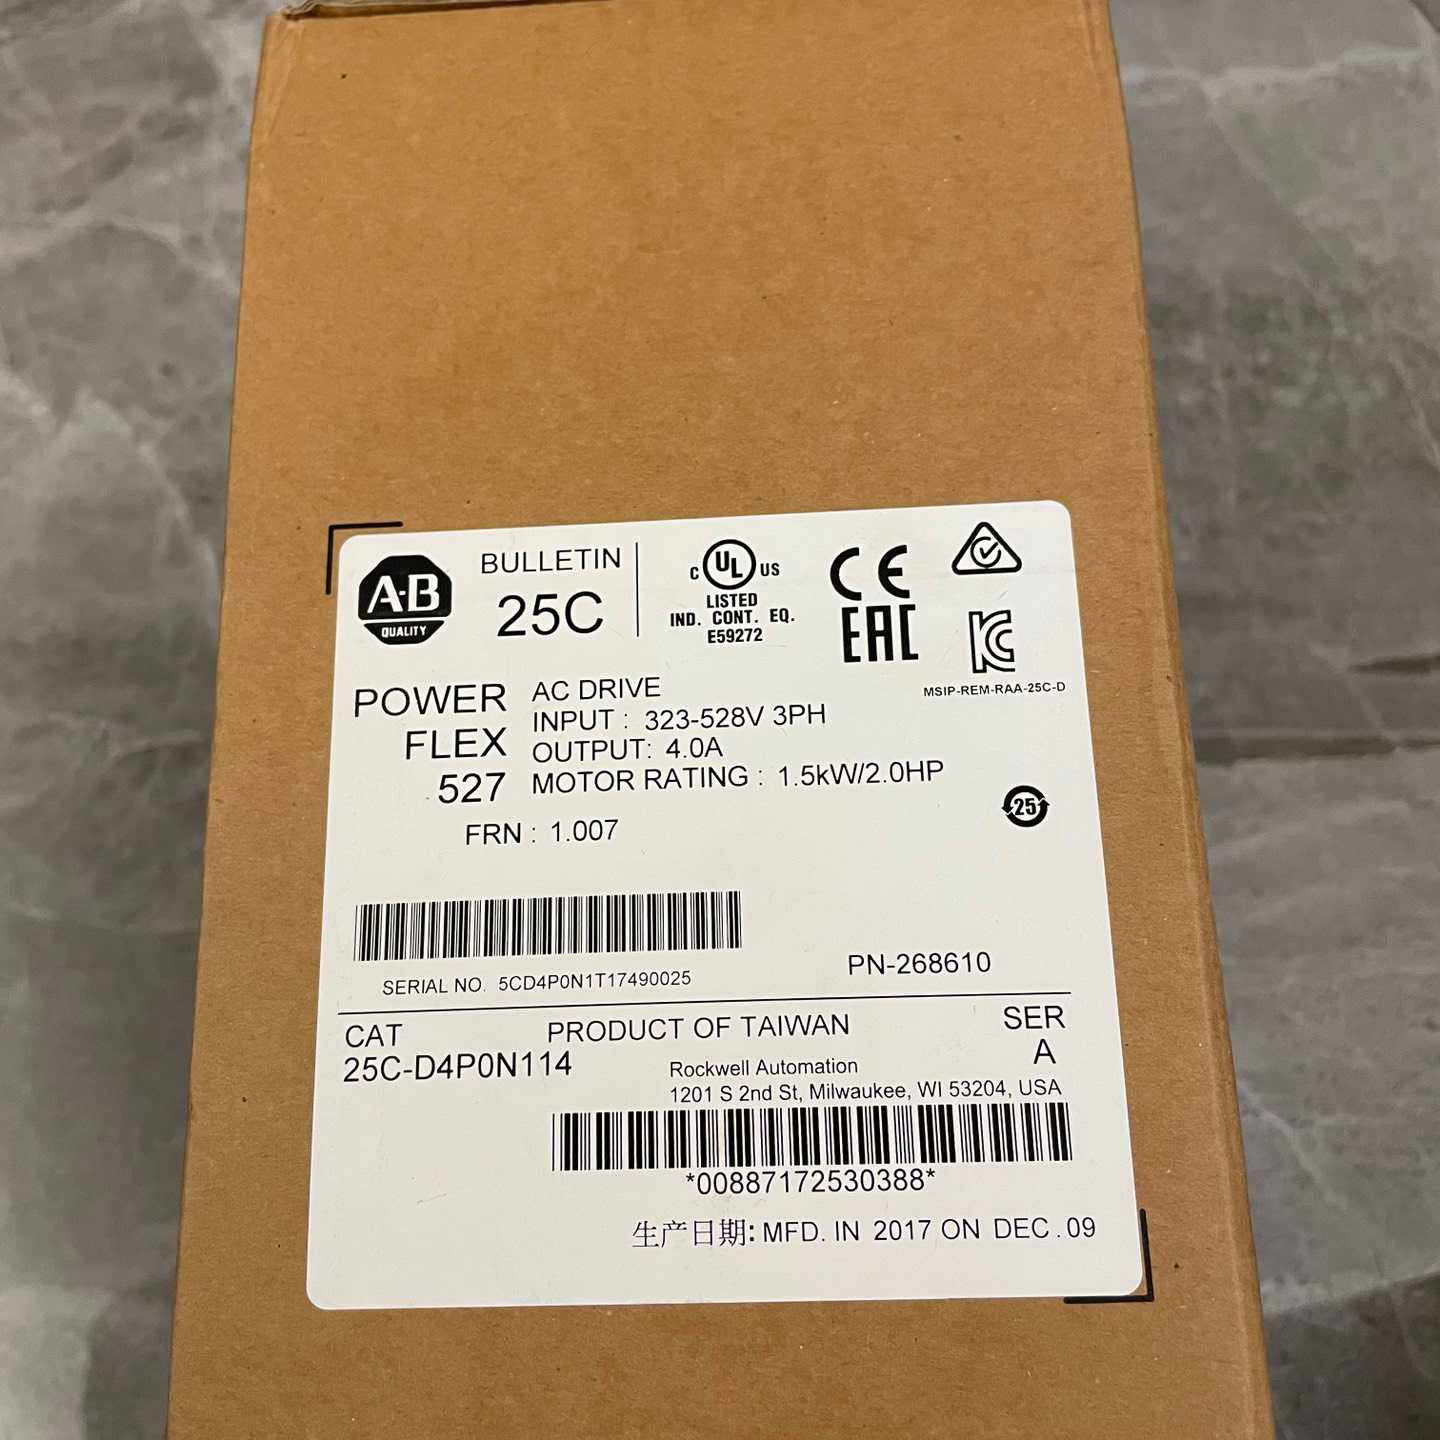 A-B
QUALITY
BULLETIN
25C
C UL US
LISTED
IND. CONT. EQ.
E59272
CE
EAC
KC
MSIP-REM-RAA-25C-D
POWER
FLEX
527
AC DRIVE
INPUT : 323-528V 3PH
OUTPUT: 4.0A
MOTOR RATING : 1.5kW/2.0HP
FRN : 1.007
25
SERIAL NO. 5CD4P0N1T17490025
PN-268610
CAT
25C-D4P0N114
PRODUCT OF TAIWAN
SER
A
Rockwell Automation
1201 S 2nd St, Milwaukee, WI 53204, USA
*00887172530388*
生产日期: MFD. IN 2017 ON DEC . 09